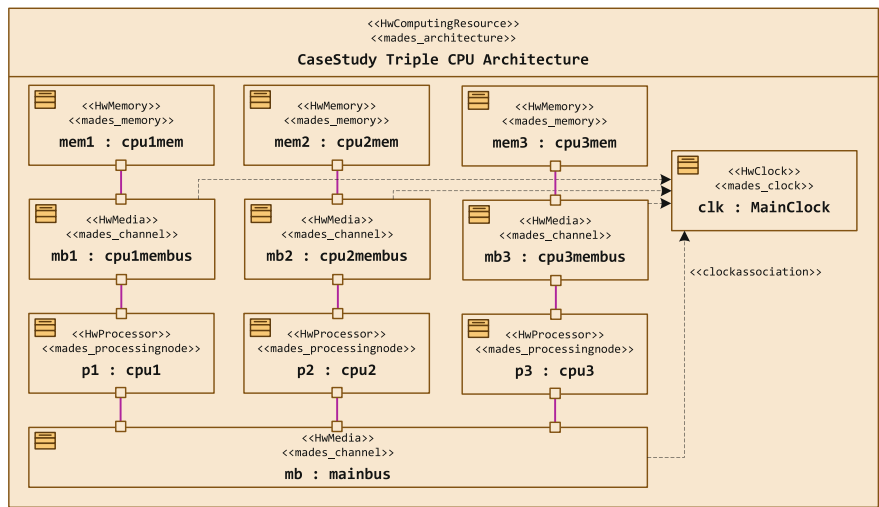 <<HwComputingResource>>
<<mades_architecture>>
CaseStudy Triple CPU Architecture
<<HwMemory>>
<<mades_memory>>
mem1 : cpu1mem
<<HwMemory>>
<<mades_memory>>
mem2 : cpu2mem
<<HwMemory>>
<<mades_memory>>
mem3 : cpu3mem
<<HwClock>>
<<mades_clock>>
clk : MainClock
<<HwMedia>>
<<mades_channel>>
mb1 : cpu1membus
<<HwMedia>>
<<mades_channel>>
mb2 : cpu2membus
<<HwMedia>>
<<mades_channel>>
mb3 : cpu3membus
<<clockassociation>>
<<HwProcessor>>
<<mades_processingnode>>
p1 : cpu1
<<HwProcessor>>
<<mades_processingnode>>
p2 : cpu2
<<HwProcessor>>
<<mades_processingnode>>
p3 : cpu3
<<HwMedia>>
<<mades_channel>>
mb : mainbus